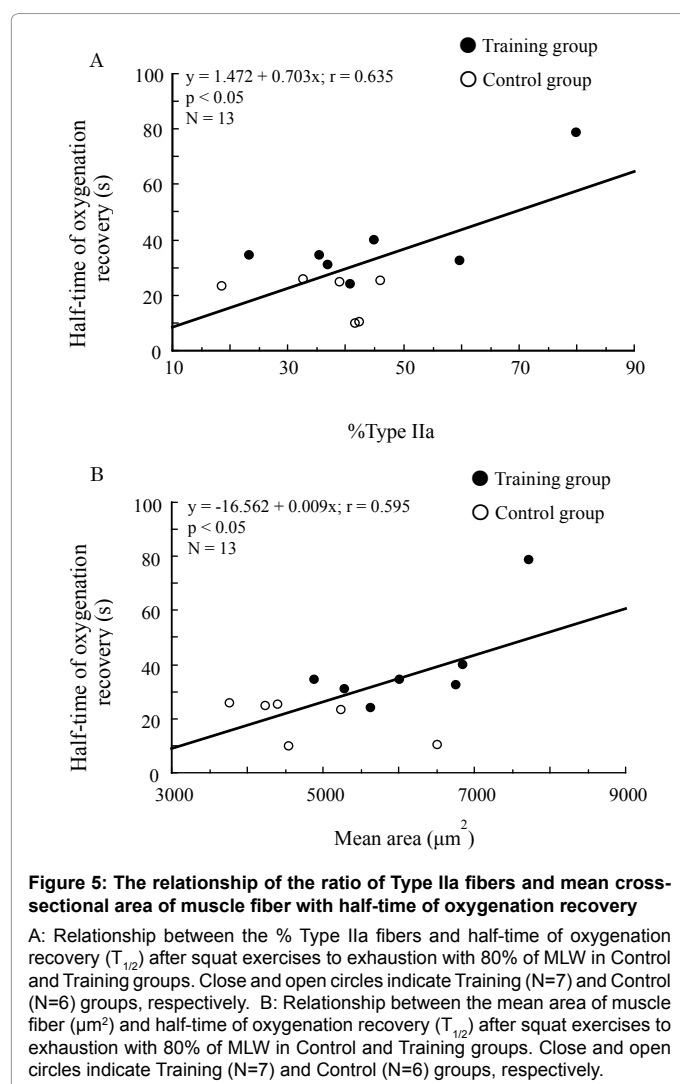 A
● Training group
○ Control group
y = 1.472 + 0.703x; r = 0.635
p < 0.05
N = 13
Half-time of oxygenation
recovery (s)
100
80
60
40
20
0
10 30 50 70 90
%Type IIa
B
● Training group
○ Control group
y = -16.562 + 0.009x; r = 0.595
p < 0.05
N = 13
Half-time of oxygenation
recovery (s)
100
80
60
40
20
0
3000 5000 7000 9000
Mean area (μm²)
Figure 5: The relationship of the ratio of Type IIa fibers and mean cross-
sectional area of muscle fiber with half-time of oxygenation recovery
A: Relationship between the % Type IIa fibers and half-time of oxygenation
recovery (T1/2) after squat exercises to exhaustion with 80% of MLW in Control
and Training groups. Close and open circles indicate Training (N=7) and Control
(N=6) groups, respectively. B: Relationship between the mean area of muscle
fiber (μm²) and half-time of oxygenation recovery (T1/2) after squat exercises to
exhaustion with 80% of MLW in Control and Training groups. Close and open
circles indicate Training (N=7) and Control (N=6) groups, respectively.